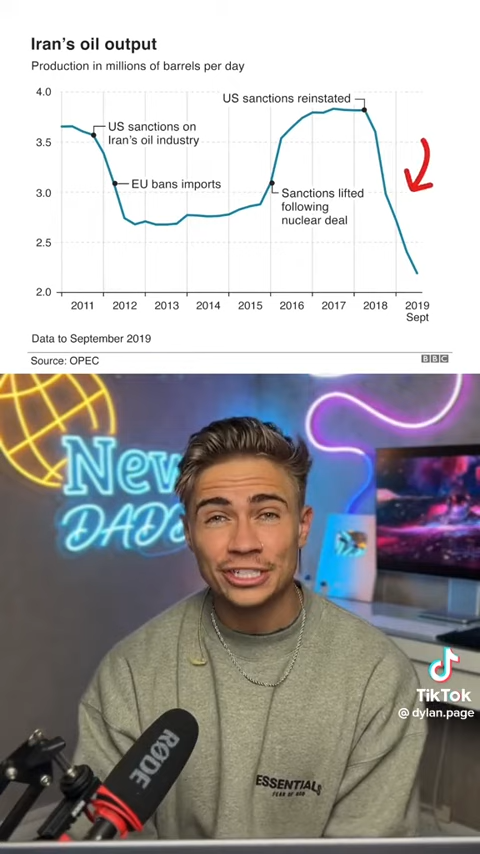 Iran's oil output
Production in millions of barrels per day
4.0
US sanctions reinstated
US sanctions on
Iran's oil industry
3.5
EU bans imports
3.0
Sanctions lifted
following
nuclear deal
2.5
2.0
2011 2012 2013 2014 2015 2016 2017 2018 2019
Sept
Data to September 2019
Source: OPEC
BBC
New
DADS
TikTok
@ dylan.page
RØDE
ESSENTIALS
FEAR OF GOD